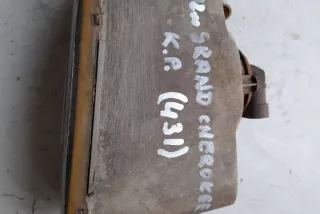 GRAND CHEROKEE
K.P.
(431)